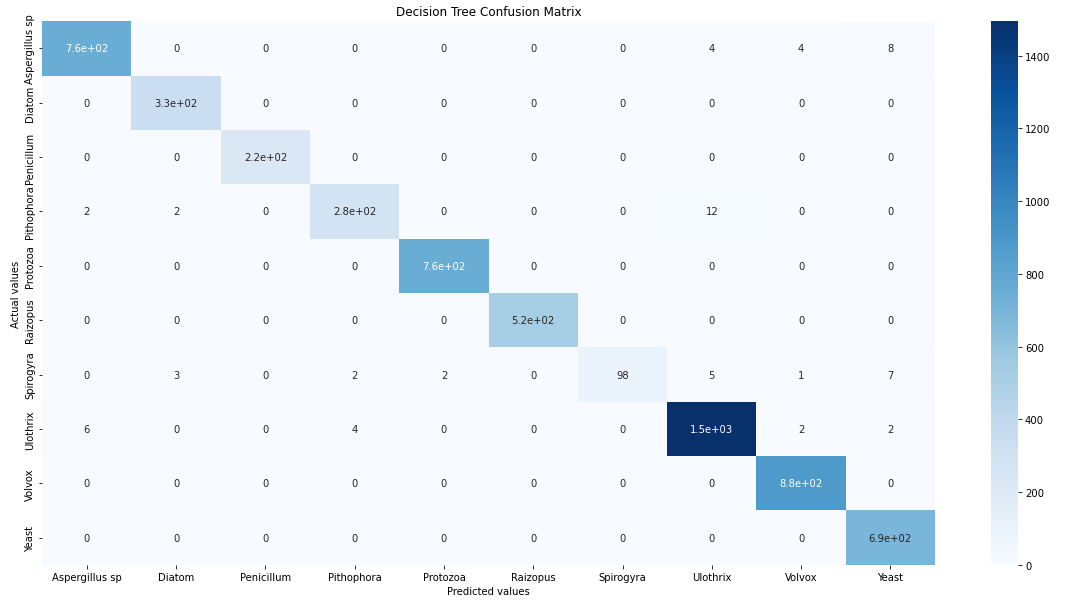 Decision Tree Confusion Matrix
Aspergillus sp 7.6e+02 0 0 0 0 0 0 4 4 8
Diatom 0 3.3e+02 0 0 0 0 0 0 0 0
Penicillum 0 0 2.2e+02 0 0 0 0 0 0 0
Pithophora 2 2 0 2.8e+02 0 0 0 12 0 0
Protozoa 0 0 0 0 7.6e+02 0 0 0 0 0
Raizopus 0 0 0 0 0 5.2e+02 0 0 0 0
Spirogyra 0 3 0 2 2 0 98 5 1 7
Ulothrix 6 0 0 4 0 0 0 1.5e+03 2 2
Volvox 0 0 0 0 0 0 0 0 8.8e+02 0
Yeast 0 0 0 0 0 0 0 0 0 6.9e+02
Actual values
Aspergillus sp Diatom Penicillum Pithophora Protozoa Raizopus Spirogyra Ulothrix Volvox Yeast
Predicted values
1400
1200
1000
800
600
400
200
0